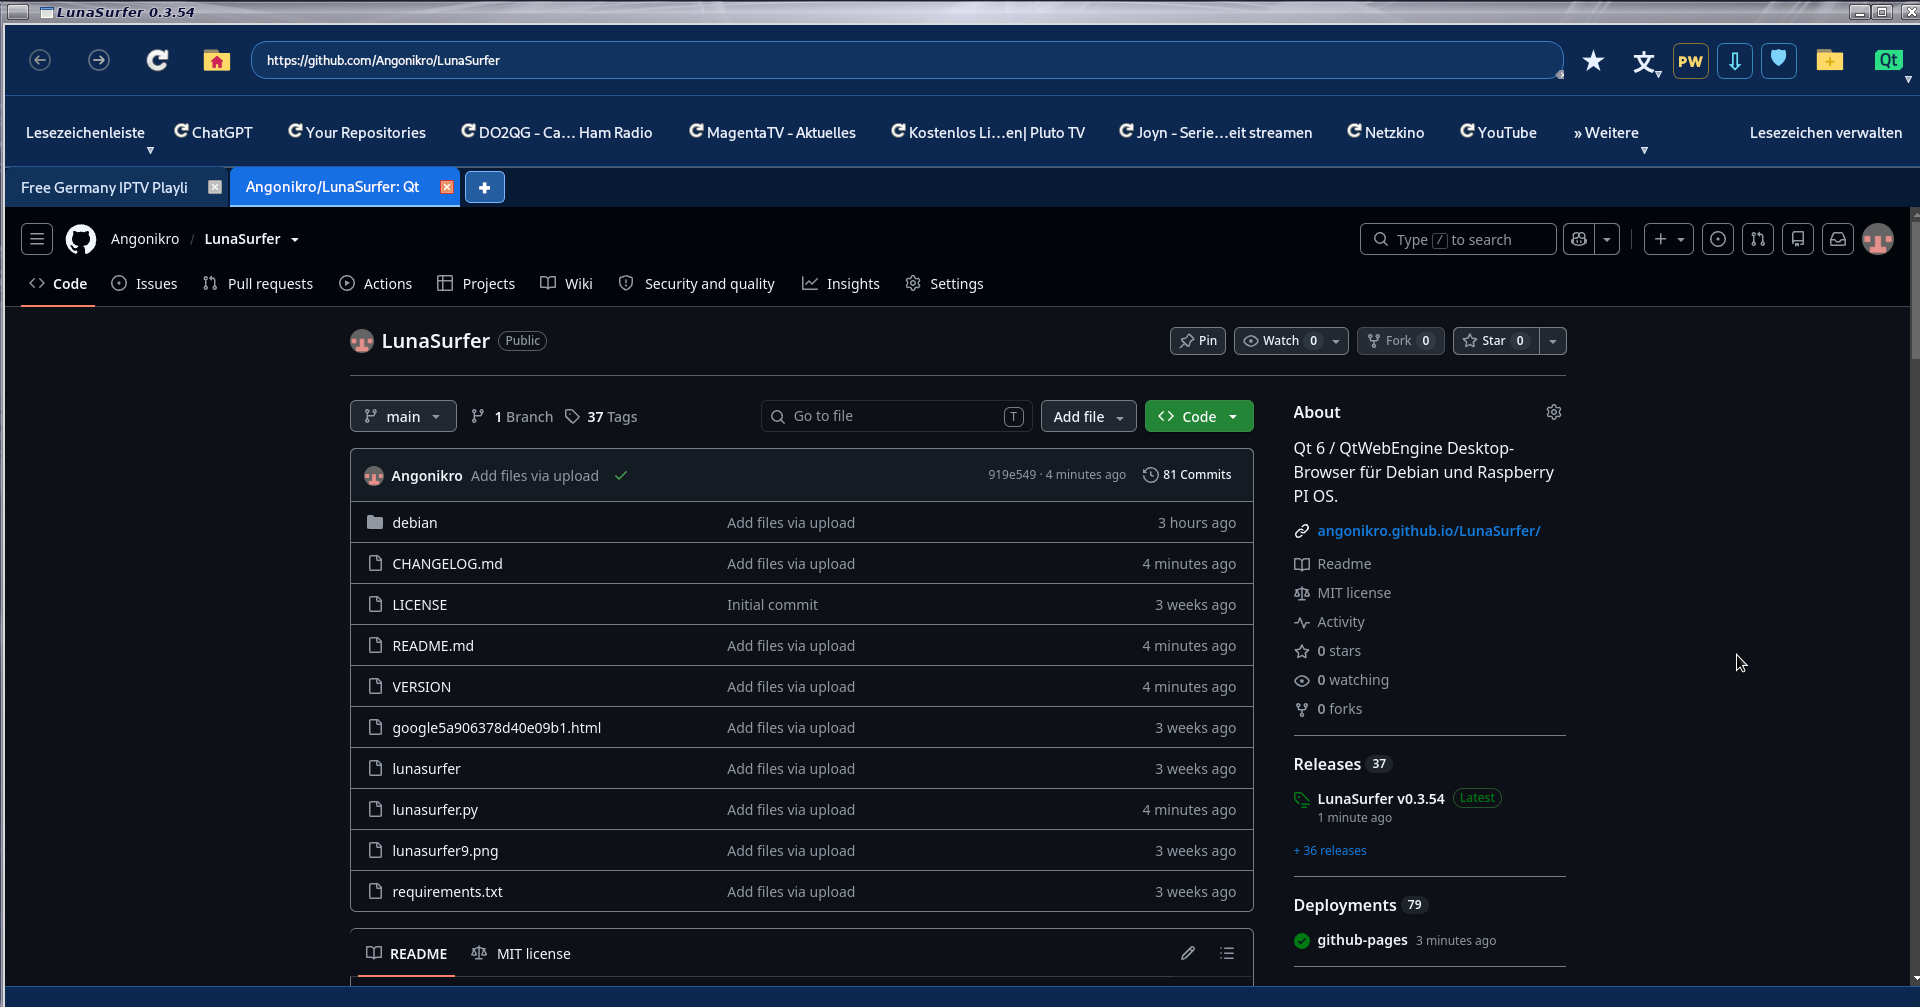 LunaSurfer 0.3.54
https://github.com/Angonikro/LunaSurfer
PW
Qt
Lesezeichenleiste ChatGPT Your Repositories DO2QG - Ca... Ham Radio MagentaTV - Aktuelles Kostenlos Li...en| Pluto TV Joyn - Serie...eit streamen Netzkino YouTube » Weitere Lesezeichen verwalten
Free Germany IPTV Playli Angonikro/LunaSurfer: Qt
Angonikro / LunaSurfer Type / to search
Code Issues Pull requests Actions Projects Wiki Security and quality Insights Settings
LunaSurfer Public Pin Watch 0 Fork 0 Star 0
main 1 Branch 37 Tags Go to file T Add file Code
Angonikro Add files via upload 919e549 · 4 minutes ago 81 Commits
debian Add files via upload 3 hours ago
CHANGELOG.md Add files via upload 4 minutes ago
LICENSE Initial commit 3 weeks ago
README.md Add files via upload 4 minutes ago
VERSION Add files via upload 4 minutes ago
google5a906378d40e09b1.html Add files via upload 3 weeks ago
lunasurfer Add files via upload 3 weeks ago
lunasurfer.py Add files via upload 4 minutes ago
lunasurfer9.png Add files via upload 3 weeks ago
requirements.txt Add files via upload 3 weeks ago
README MIT license
About
Qt 6 / QtWebEngine Desktop-
Browser für Debian und Raspberry
PI OS.
angonikro.github.io/LunaSurfer/
Readme
MIT license
Activity
0 stars
0 watching
0 forks
Releases 37
LunaSurfer v0.3.54 Latest
1 minute ago
+ 36 releases
Deployments 79
github-pages 3 minutes ago